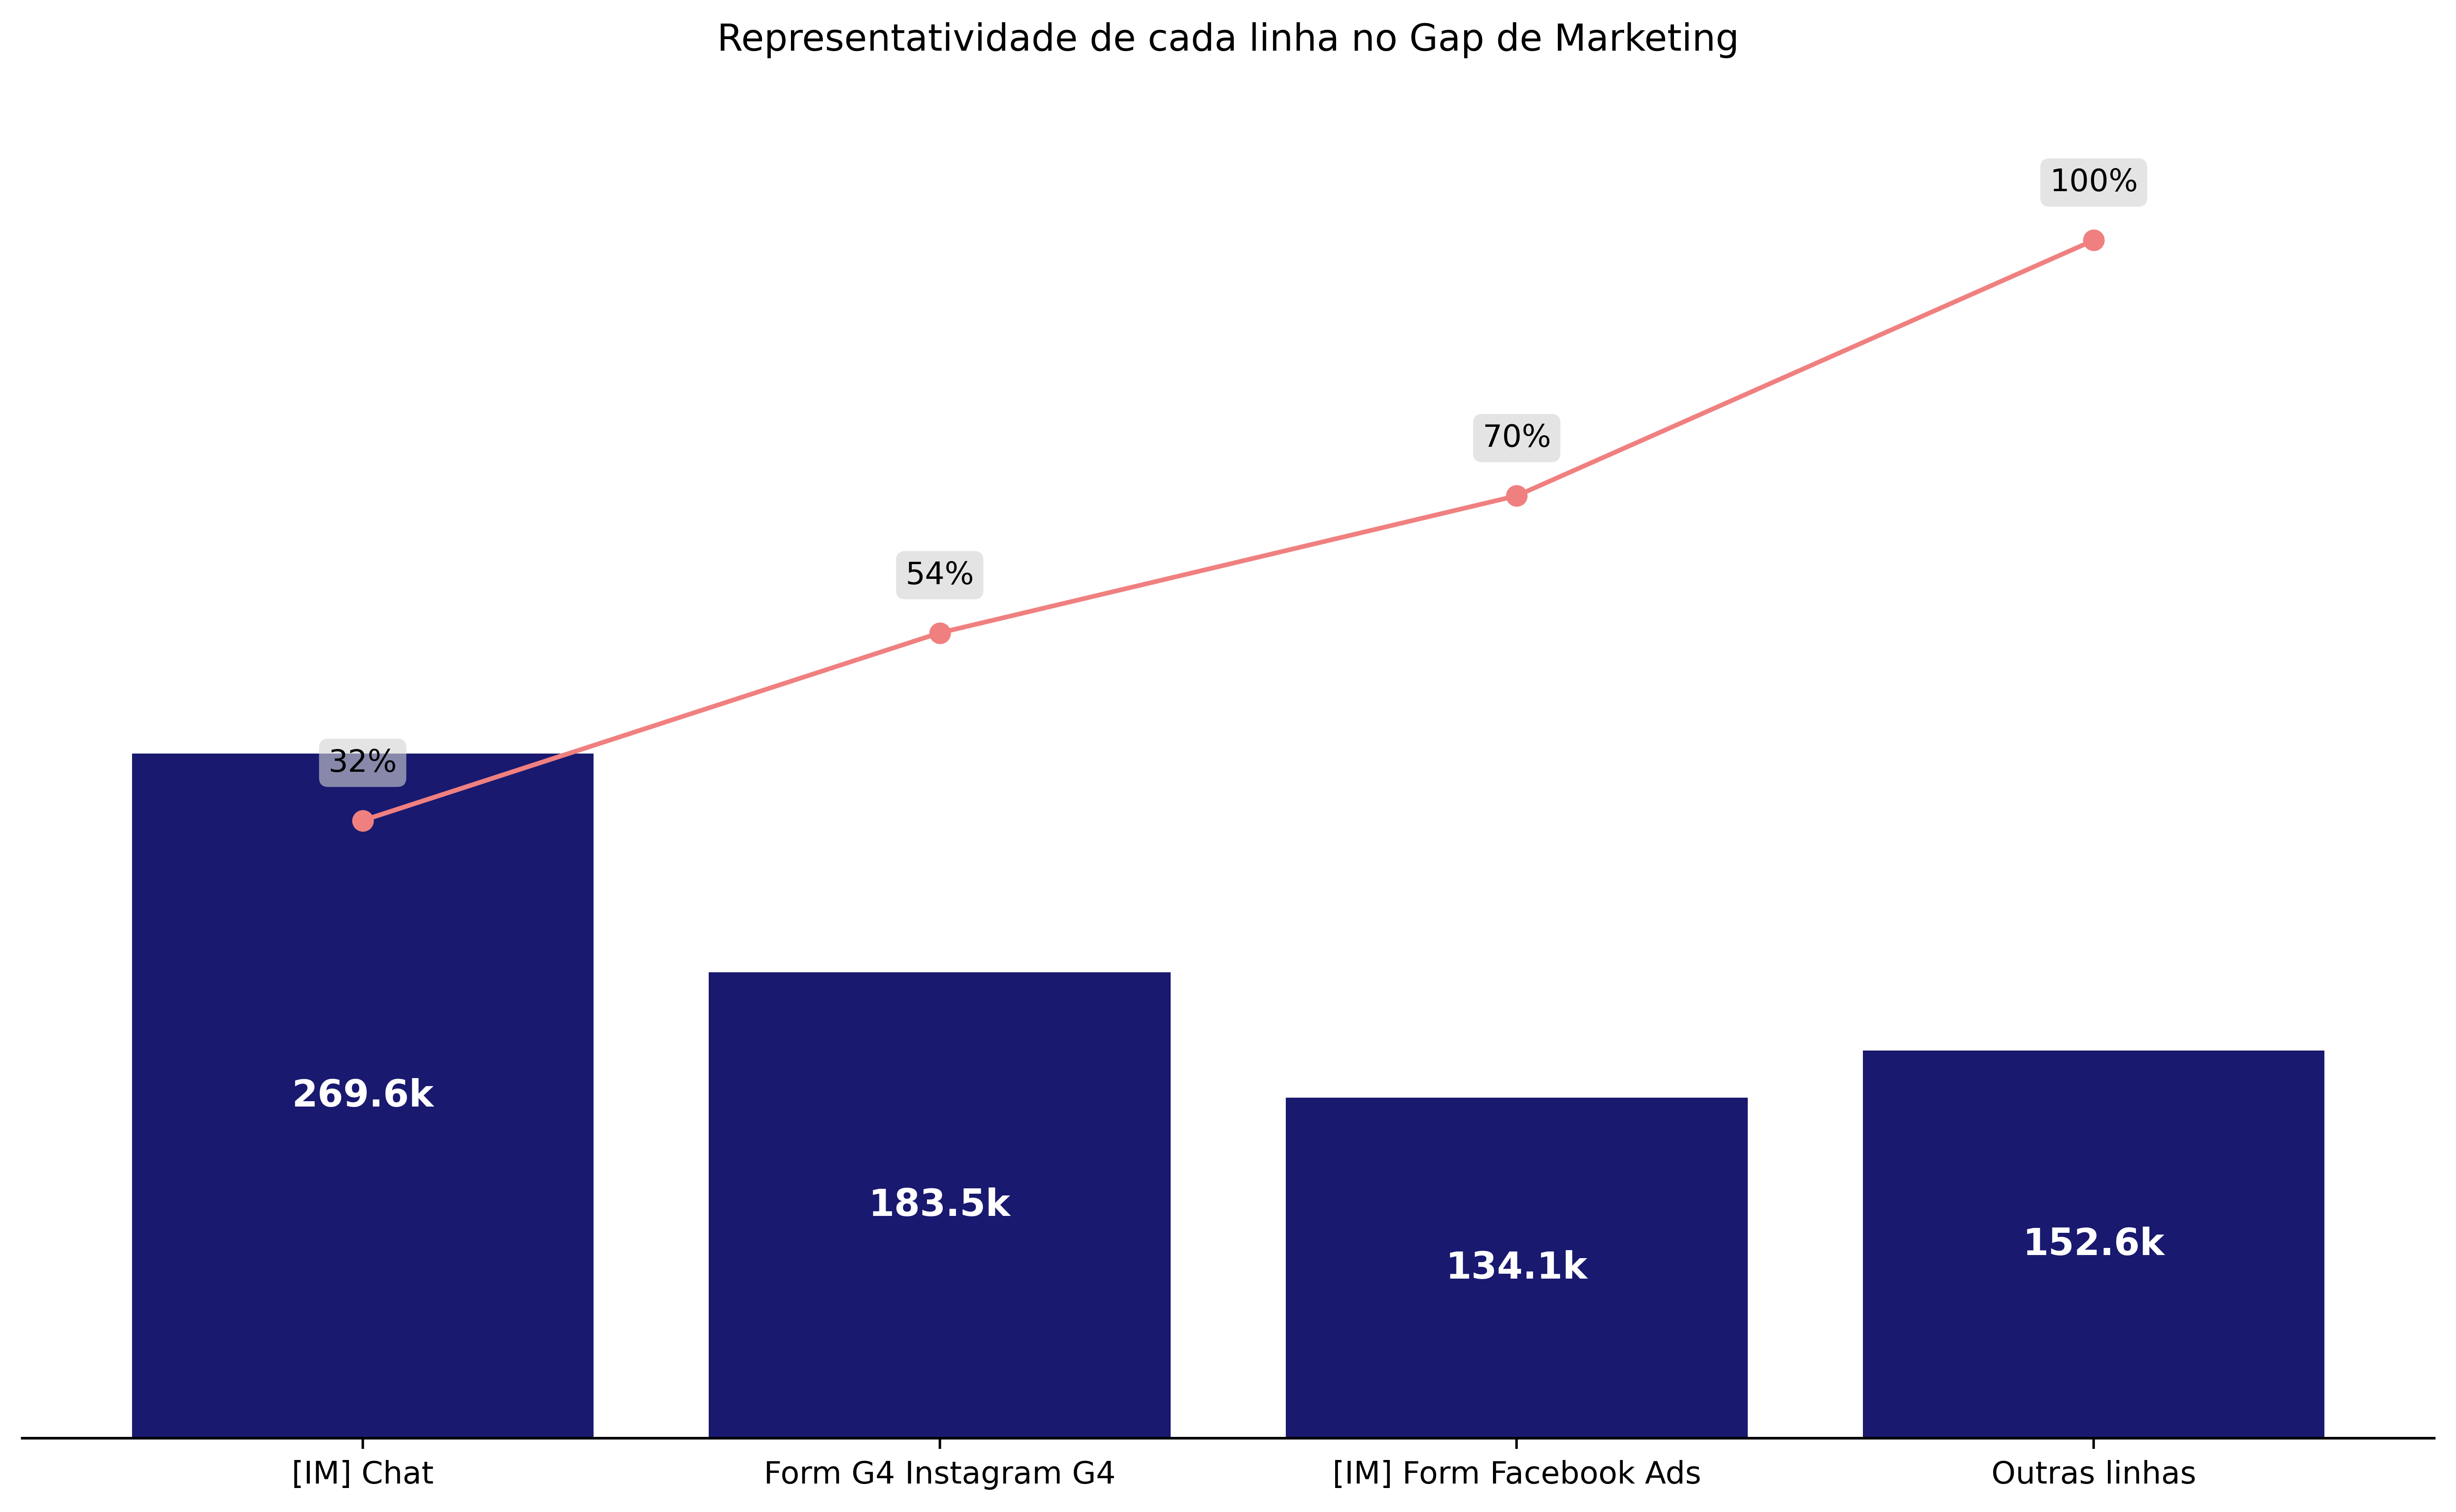 Representatividade de cada linha no Gap de Marketing
100%
70%
54%
32%
269.6k
183.5k
134.1k
152.6k
[IM] Chat
Form G4 Instagram G4
[IM] Form Facebook Ads
Outras linhas